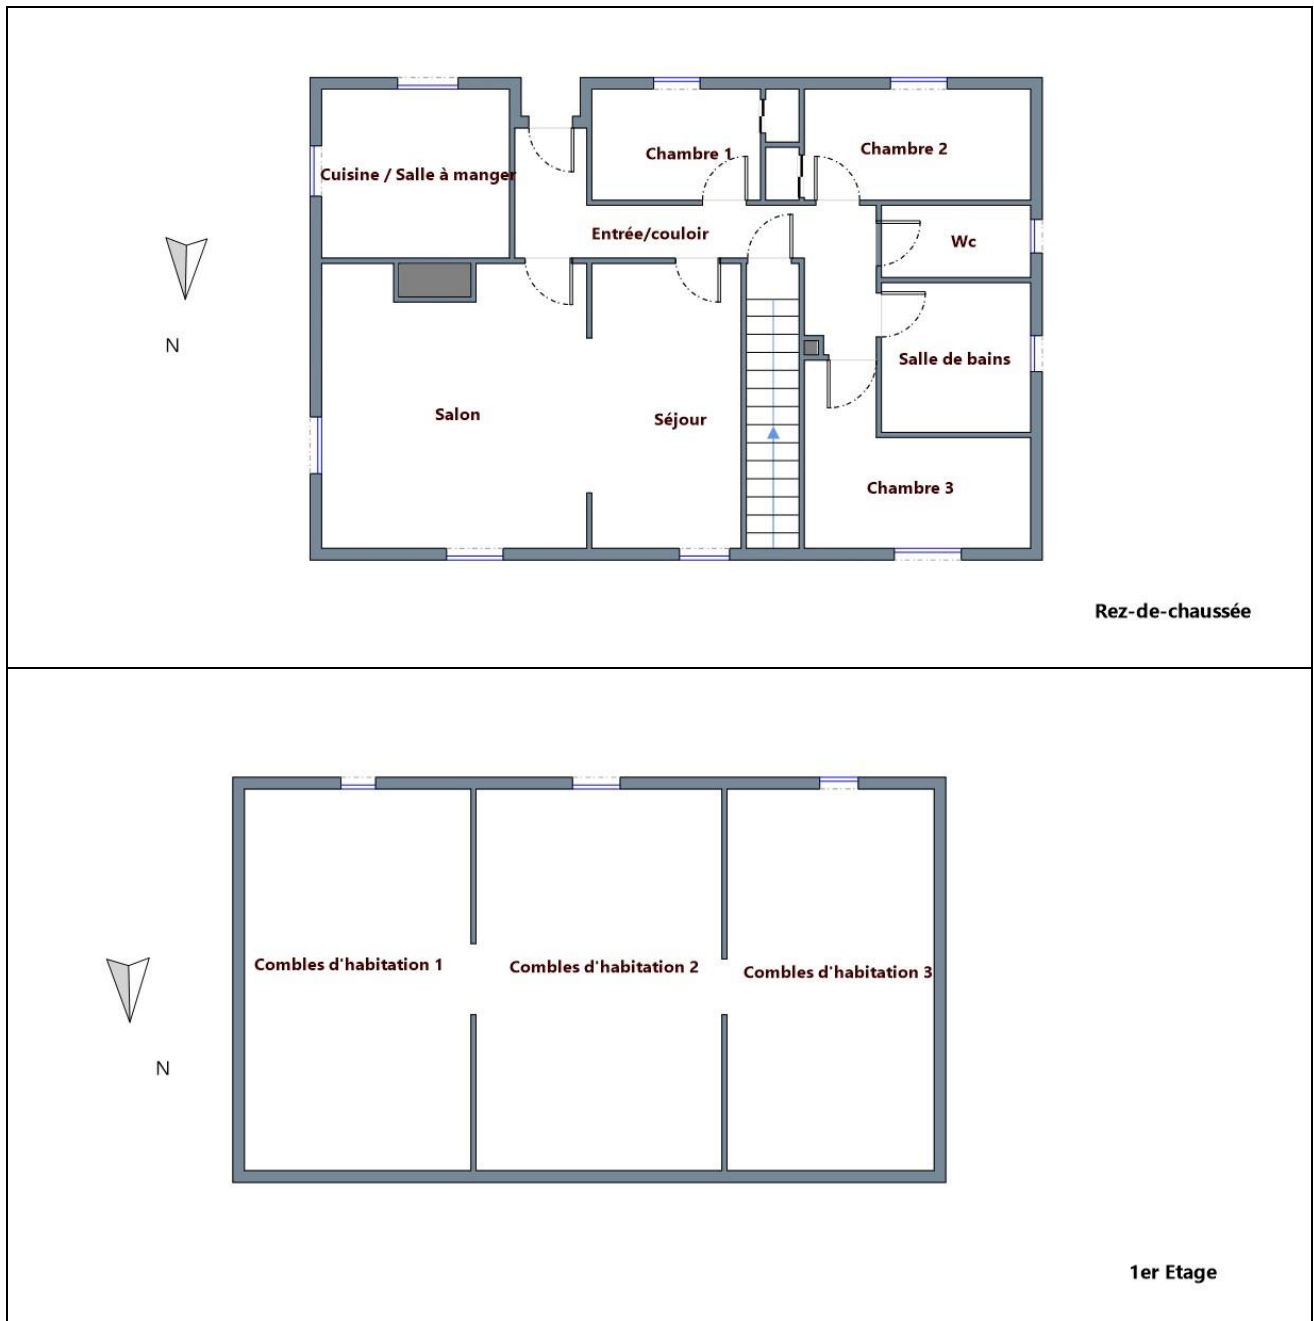 Chambre 1
Chambre 2
Cuisine / Salle à manger
Entrée/couloir
Wc
N
Salle de bains
Salon
Séjour
Chambre 3
Rez-de-chaussée
Combles d'habitation 1
Combles d'habitation 2
Combles d'habitation 3
N
1er Etage